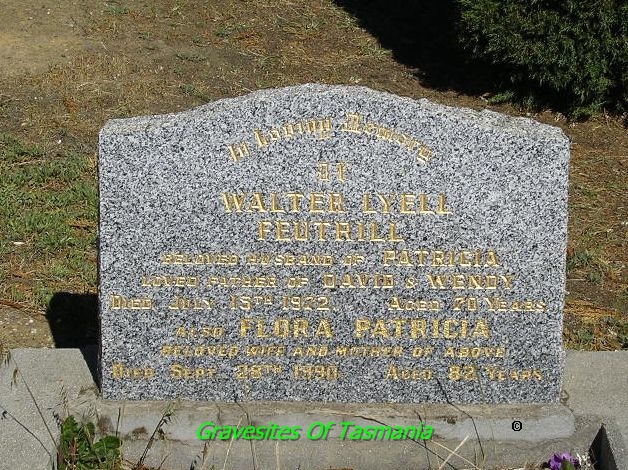 In Loving Memory
Of
WALTER LYELL
FEUTRILL
BELOVED HUSBAND OF PATRICIA
LOVED FATHER OF DAVID & WENDY
DIED JULY 15TH 1972. AGED 70 YEARS
ALSO FLORA PATRICIA
BELOVED WIFE AND MOTHER OF ABOVE
DIED SEPT. 28TH 1990 AGED 82 YEARS
Gravesites Of Tasmania ©